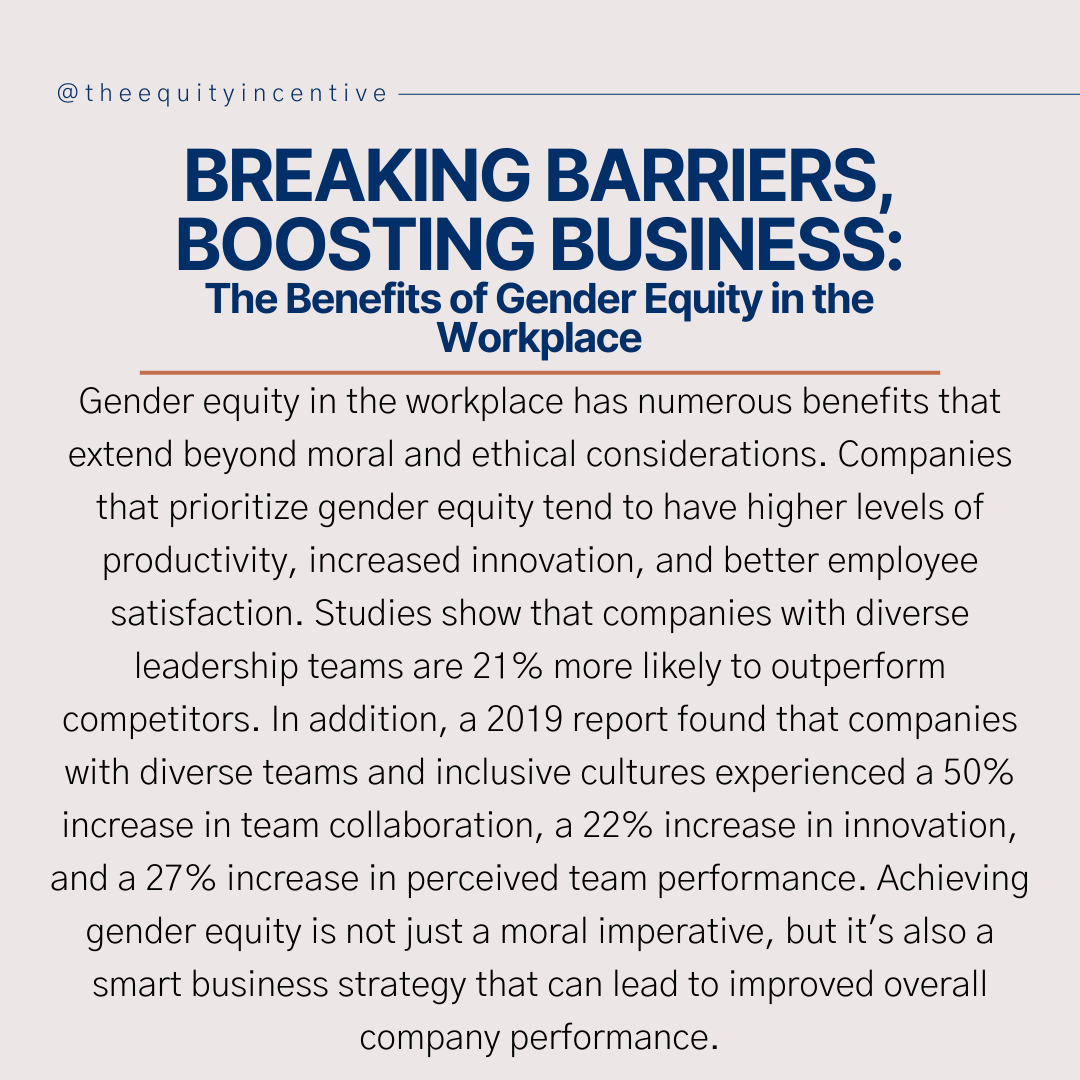 @theequityincentive
BREAKING BARRIERS,
BOOSTING BUSINESS:
The Benefits of Gender Equity in the
Workplace
Gender equity in the workplace has numerous benefits that
extend beyond moral and ethical considerations. Companies
that prioritize gender equity tend to have higher levels of
productivity, increased innovation, and better employee
satisfaction. Studies show that companies with diverse
leadership teams are 21% more likely to outperform
competitors. In addition, a 2019 report found that companies
with diverse teams and inclusive cultures experienced a 50%
increase in team collaboration, a 22% increase in innovation,
and a 27% increase in perceived team performance. Achieving
gender equity is not just a moral imperative, but it’s also a
smart business strategy that can lead to improved overall
company performance.